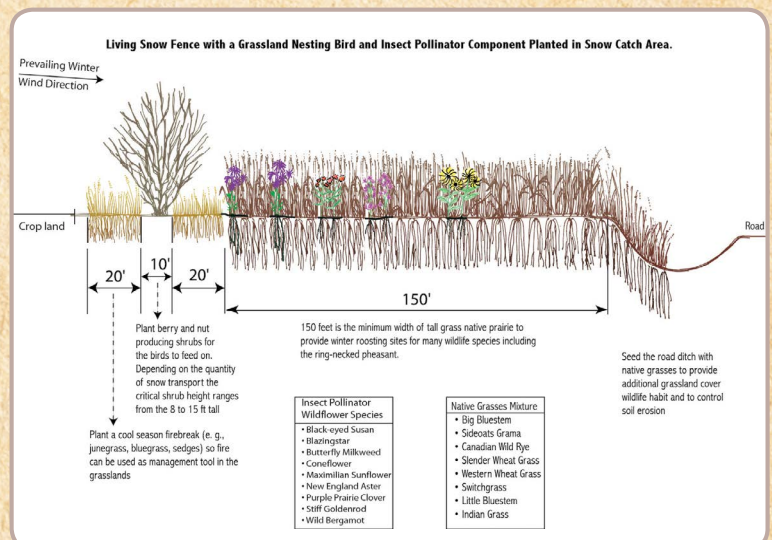 Living Snow Fence with a Grassland Nesting Bird and Insect Pollinator Component Planted in Snow Catch Area.
Prevailing Winter
Wind Direction
Crop land
Road
20'
10'
20'
150'
Plant berry and nut
producing shrubs for
the birds to feed on.
Depending on the quantity
of snow transport the
critical shrub height ranges
from the 8 to 15 ft tall
Plant a cool season firebreak (e. g.,
junegrass, bluegrass, sedges) so fire
can be used as management tool in the
grasslands
150 feet is the minimum width of tall grass native prairie to
provide winter roosting sites for many wildlife species including
the ring-necked pheasant.
Insect Pollinator
Wildflower Species
• Black-eyed Susan
• Blazingstar
• Butterfly Milkweed
• Coneflower
• Maximilian Sunflower
• New England Aster
• Purple Prairie Clover
• Stiff Goldenrod
• Wild Bergamot
Native Grasses Mixture
• Big Bluestem
• Sideoats Grama
• Canadian Wild Rye
• Slender Wheat Grass
• Western Wheat Grass
• Switchgrass
• Little Bluestem
• Indian Grass
Seed the road ditch with
native grasses to provide
additional grassland cover
wildlife habit and to control
soil erosion